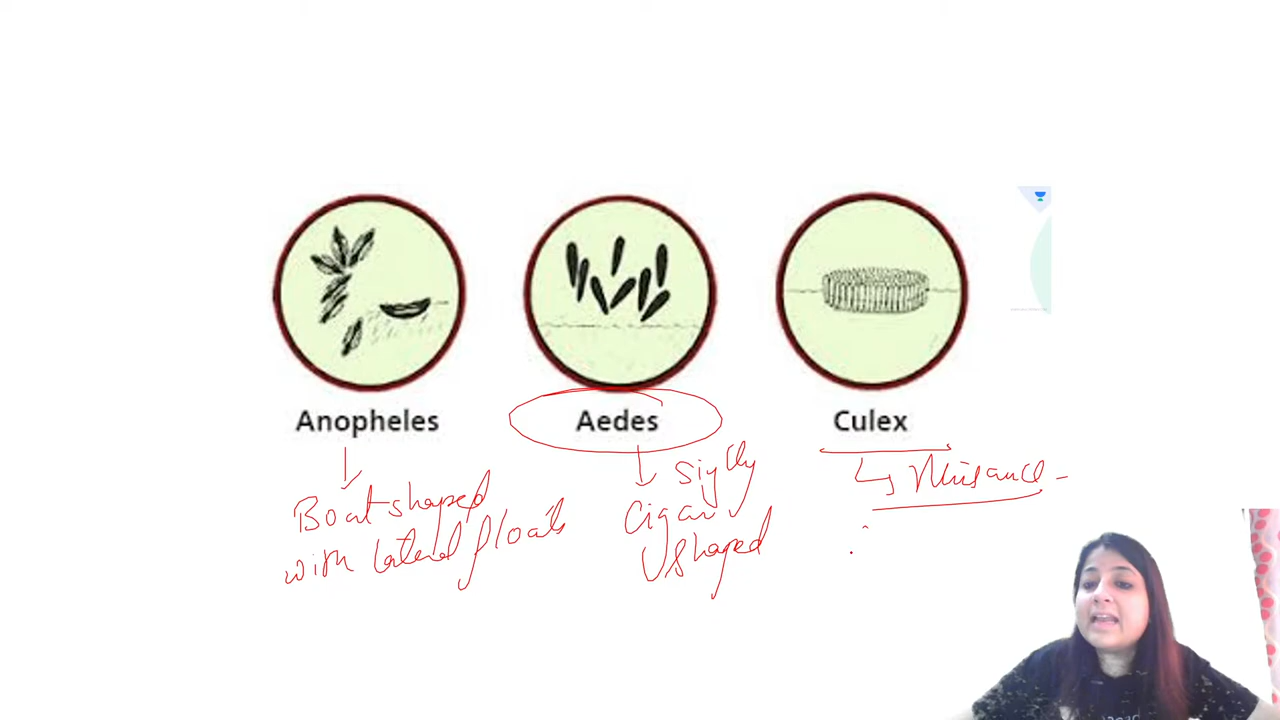 Anopheles
Aedes
Culex
Boat shaped
with lateral floats
Singly
Cigar
shaped
Nuisance